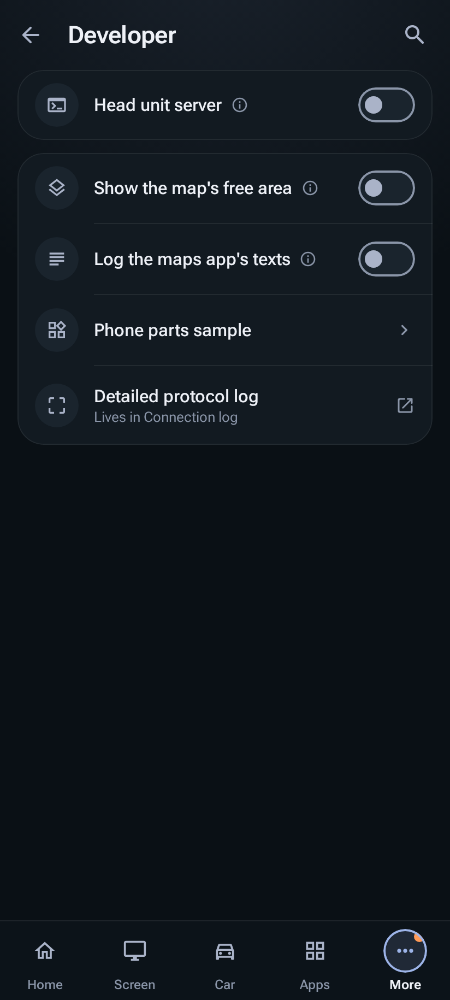 Developer
Head unit server
Show the map's free area
Log the maps app's texts
Phone parts sample
Detailed protocol log
Lives in Connection log
Home
Screen
Car
Apps
More